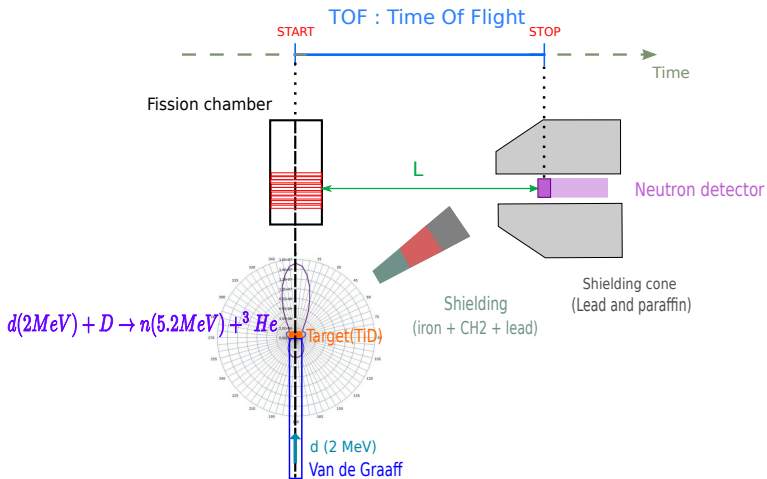 TOF : Time Of Flight
START
STOP
Time
Fission chamber
L
Neutron detector
Shielding cone
(Lead and paraffin)
Shielding
(iron + CH2 + lead)
d(2MeV) + D → n(5.2MeV) +³ He
Target(TiD)
d (2 MeV)
Van de Graaff